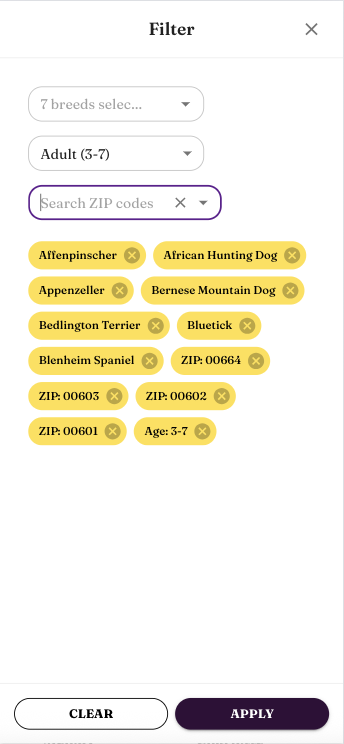 Filter
7 breeds selec...
Adult (3-7)
Search ZIP codes
Affenpinscher African Hunting Dog
Appenzeller Bernese Mountain Dog
Bedlington Terrier Bluetick
Blenheim Spaniel ZIP: 00664
ZIP: 00603 ZIP: 00602
ZIP: 00601 Age: 3-7
CLEAR APPLY